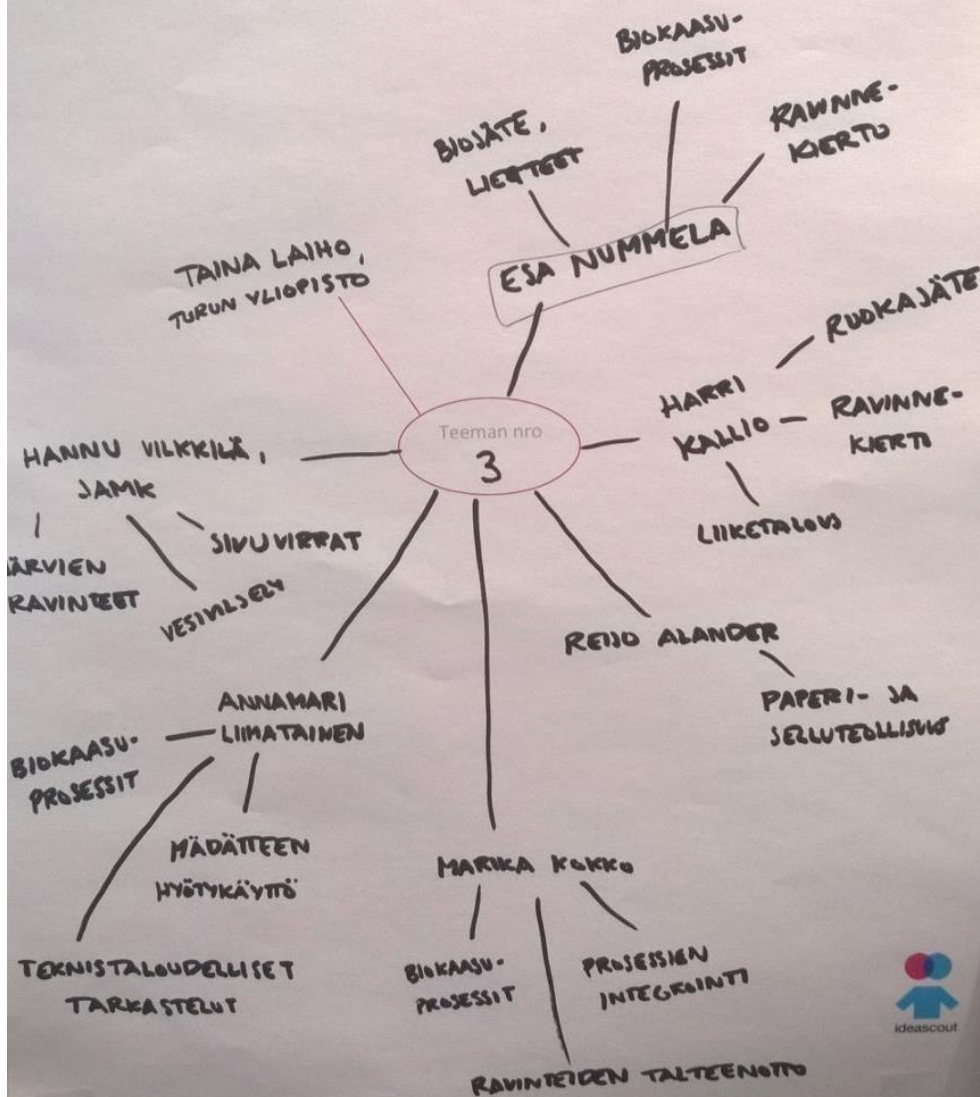 BIOKAASU-
PROSESSIT
BIOJÄTE,
LIETTEET
RAVINNE-
KIERTO
ESA NUMMELA
TAINA LAIHO,
TURUN YLIOPISTO
RUOKAJÄTE
HARRI
KALLIO
RAVINNE-
KIERTO
LIIKETALOUS
Teeman nro
3
HANNU VILKKILÄ,
JAMK
SIVUVIRRAT
VESIVILJELY
ÄRVIEN
RAVINTEET
REIJO ALANDER
PAPERI- JA
SELLUTEOLLISUUS
ANNAMARI
LIIMATAINEN
BIOKAASU-
PROSESSIT
MÄDÄTTEEN
HYÖTYKÄYTTÖ
TEKNISTALOUDELLISET
TARKASTELUT
MARIKA KOKKO
BIOKAASU-
PROSESSIT
PROSESSIEN
INTEGROINTI
RAVINTEIDEN TALTEENOTTO
ideascout